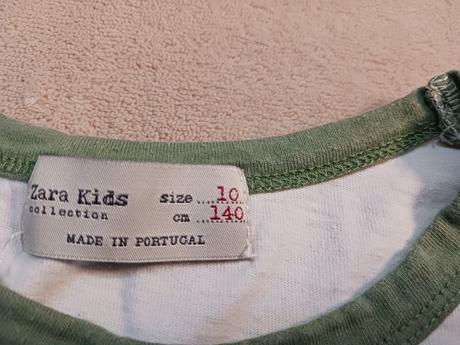 Zara Kids size ....10
collection cm ...140
MADE IN PORTUGAL